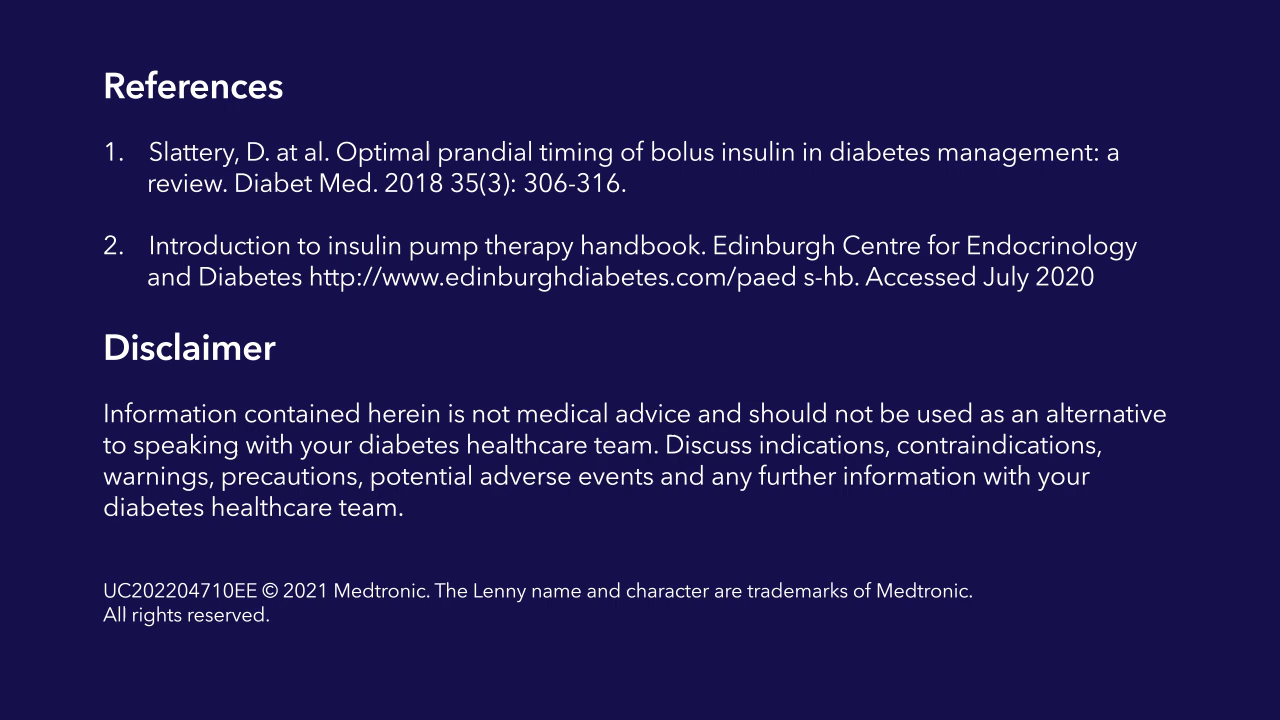 References
1. Slattery, D. at al. Optimal prandial timing of bolus insulin in diabetes management: a
review. Diabet Med. 2018 35(3): 306-316.
2. Introduction to insulin pump therapy handbook. Edinburgh Centre for Endocrinology
and Diabetes http://www.edinburghdiabetes.com/paed s-hb. Accessed July 2020
Disclaimer
Information contained herein is not medical advice and should not be used as an alternative
to speaking with your diabetes healthcare team. Discuss indications, contraindications,
warnings, precautions, potential adverse events and any further information with your
diabetes healthcare team.
UC202204710EE © 2021 Medtronic. The Lenny name and character are trademarks of Medtronic.
All rights reserved.